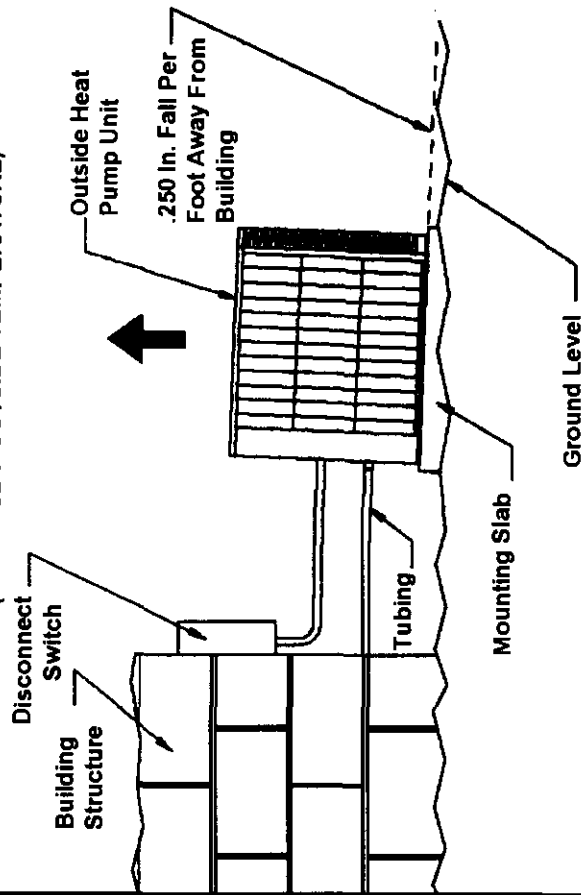 Disconnect
Switch
Building
Structure
Outside Heat
Pump Unit
.250 In. Fall Per
Foot Away From
Building
Tubing
Mounting Slab
Ground Level